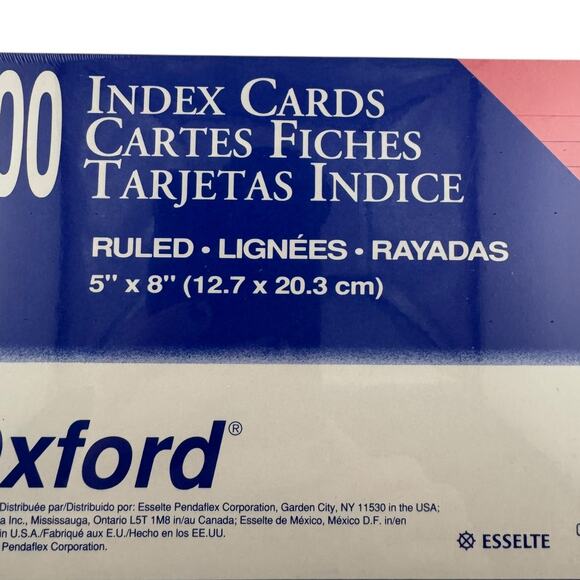 00
INDEX CARDS
CARTES FICHES
TARJETAS INDICE
RULED • LIGNÉES • RAYADAS
5" x 8" (12.7 x 20.3 cm)
Oxford®
Distribuée par/Distribuido por: Esselte Pendaflex Corporation, Garden City, NY 11530 in the USA;
a Inc., Mississauga, Ontario L5T 1M8 in/au Canada; Esselte de México, México D.F. in/en
in U.S.A./Fabriqué aux E.U./Hecho en los EE.UU.
Pendaflex Corporation.
ESSELTE